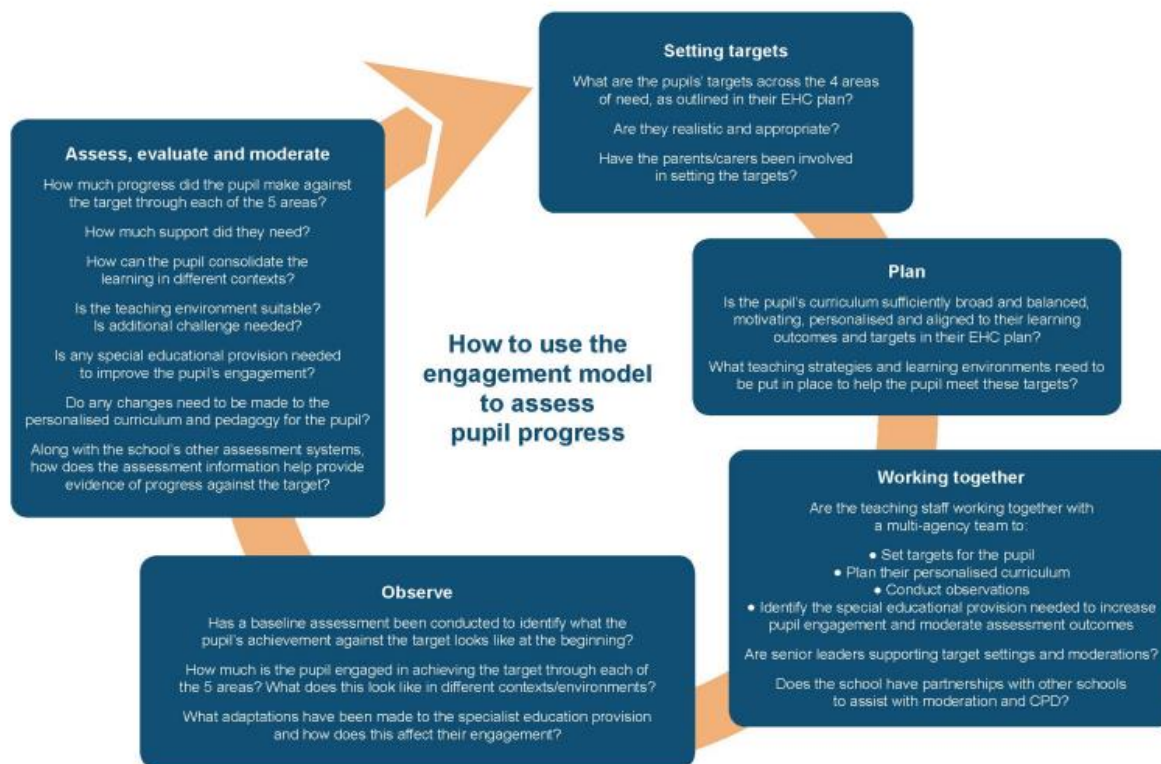 Setting targets
What are the pupils' targets across the 4 areas
of need, as outlined in their EHC plan?
Are they realistic and appropriate?
Have the parents/carers been involved
in setting the targets?
Plan
Is the pupil's curriculum sufficiently broad and balanced,
motivating, personalised and aligned to their learning
outcomes and targets in their EHC plan?
What teaching strategies and learning environments need to
be put in place to help the pupil meet these targets?
Working together
Are the teaching staff working together with
a multi-agency team to:
● Set targets for the pupil
● Plan their personalised curriculum
● Conduct observations
● Identify the special educational provision needed to increase
pupil engagement and moderate assessment outcomes
Are senior leaders supporting target settings and moderations?
Does the school have partnerships with other schools
to assist with moderation and CPD?
Observe
Has a baseline assessment been conducted to identify what the
pupil's achievement against the target looks like at the beginning?
How much is the pupil engaged in achieving the target through each of
the 5 areas? What does this look like in different contexts/environments?
What adaptations have been made to the specialist education provision
and how does this affect their engagement?
Assess, evaluate and moderate
How much progress did the pupil make against
the target through each of the 5 areas?
How much support did they need?
How can the pupil consolidate the
learning in different contexts?
Is the teaching environment suitable?
Is additional challenge needed?
Is any special educational provision needed
to improve the pupil's engagement?
Do any changes need to be made to the
personalised curriculum and pedagogy for the pupil?
Along with the school's other assessment systems,
how does the assessment information help provide
evidence of progress against the target?
How to use the
engagement model
to assess
pupil progress